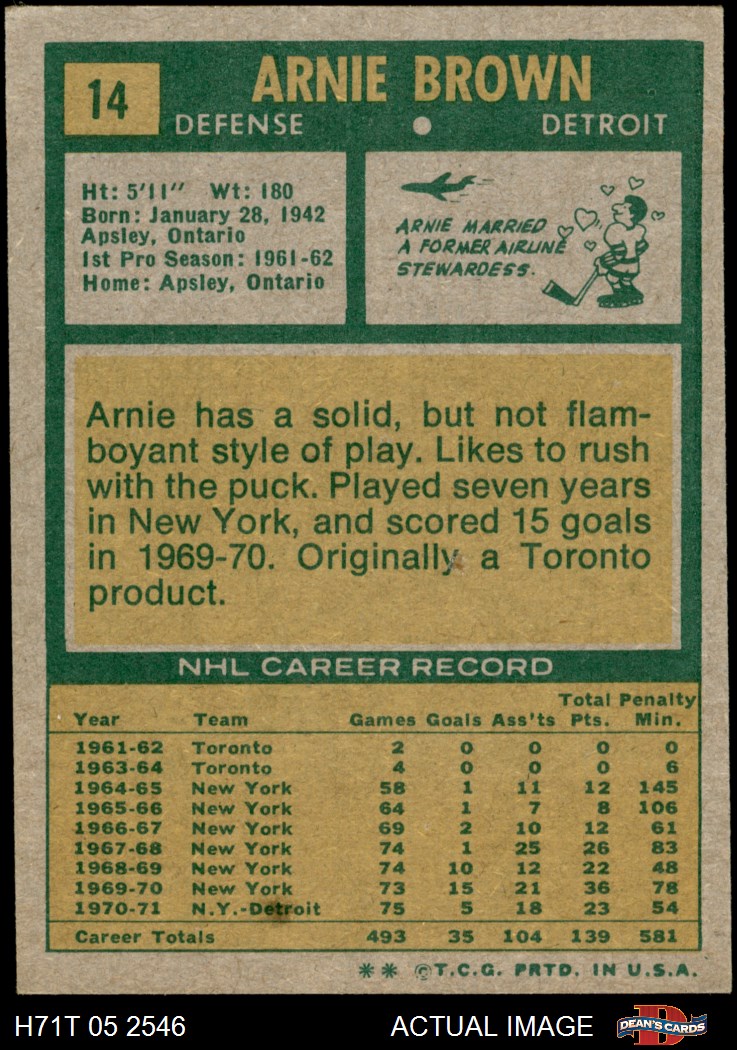 14
ARNIE BROWN
DEFENSE • DETROIT
Ht: 5'11" Wt: 180
Born: January 28, 1942
Apsley, Ontario
1st Pro Season: 1961-62
Home: Apsley, Ontario
ARNIE MARRIED
A FORMER AIRLINE
STEWARDESS.
Arnie has a solid, but not flam-
boyant style of play. Likes to rush
with the puck. Played seven years
in New York, and scored 15 goals
in 1969-70. Originally a Toronto
product.
NHL CAREER RECORD
Total Penalty
Year Team Games Goals Ass'ts Pts. Min.
1961-62 Toronto 2 0 0 0 0
1963-64 Toronto 4 0 0 0 6
1964-65 New York 58 1 11 12 145
1965-66 New York 64 1 7 8 106
1966-67 New York 69 2 10 12 61
1967-68 New York 74 1 25 26 83
1968-69 New York 74 10 12 22 48
1969-70 New York 73 15 21 36 78
1970-71 N.Y.-Detroit 75 5 18 23 54
Career Totals 493 35 104 139 581
** ©T.C.G. PRTD. IN U.S.A.
H71T 05 2546 ACTUAL IMAGE D DEAN'S CARDS